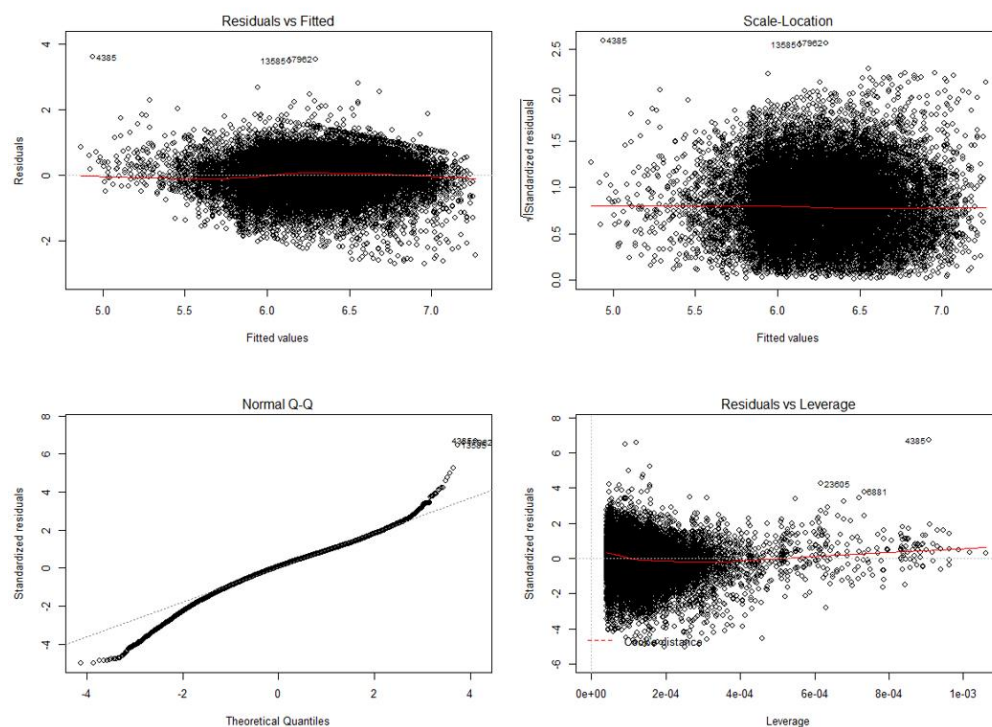 Residuals vs Fitted
Residuals
4
2
0
-2
4385
13585 17962
5.0 5.5 6.0 6.5 7.0
Fitted values
Scale-Location
√|Standardized residuals|
2.5
2.0
1.5
1.0
0.5
0.0
4385
13585 17962
5.0 5.5 6.0 6.5 7.0
Fitted values
Normal Q-Q
Standardized residuals
8
6
4
2
0
-2
-4
-4 -2 0 2 4
Theoretical Quantiles
Residuals vs Leverage
Standardized residuals
8
6
4
2
0
-2
-4
-6
4385
23605
6881
Cook's distance
0e+00 2e-04 4e-04 6e-04 8e-04 1e-03
Leverage